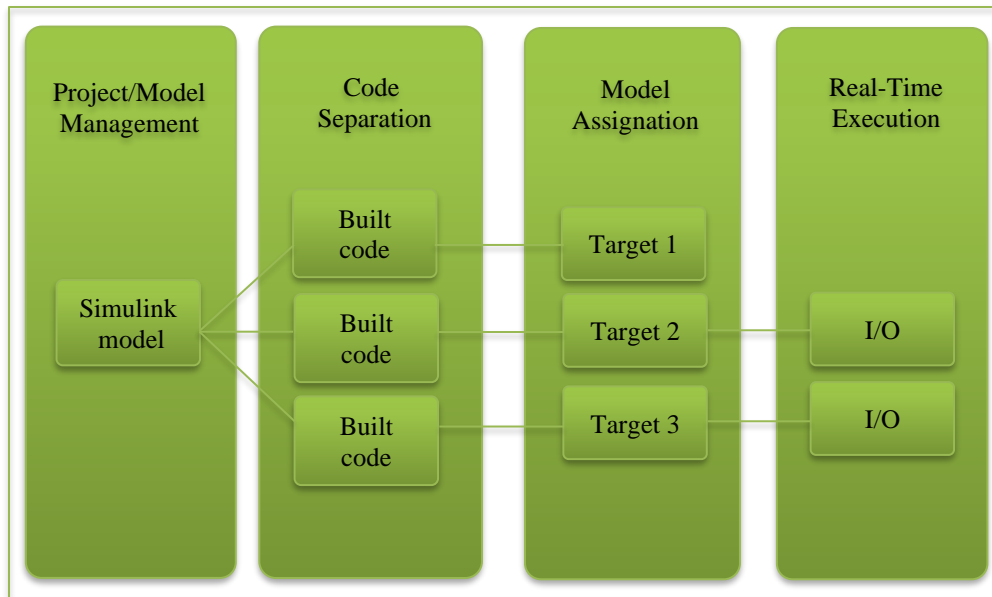 Project/Model
Management
Code
Separation
Model
Assignation
Real-Time
Execution
Simulink
model
Built
code
Built
code
Built
code
Target 1
Target 2
Target 3
I/O
I/O